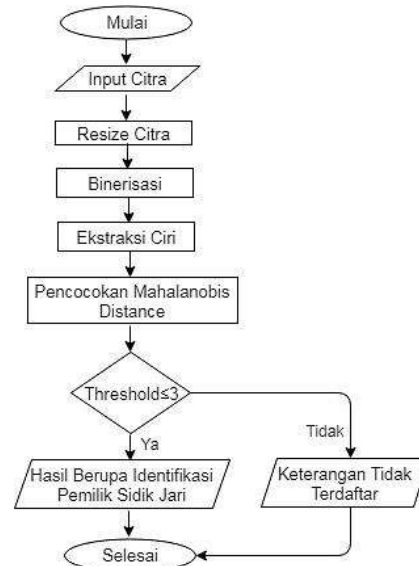 Mulai
Input Citra
Resize Citra
Binerisasi
Ekstraksi Ciri
Pencocokan Mahalanobis
Distance
Threshold≤3
Tidak
Ya
Hasil Berupa Identifikasi
Pemilik Sidik Jari
Keterangan Tidak
Terdaftar
Selesai